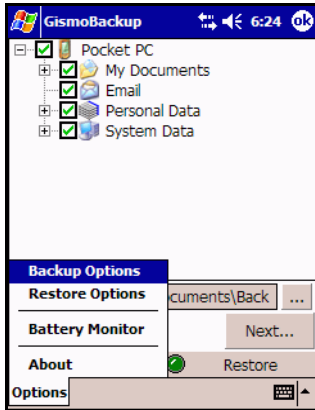 GismoBackup 6:24 ok
Pocket PC
My Documents
Email
Personal Data
System Data
Backup Options
Restore Options
cuments\Back ...
Battery Monitor
Next...
About
Restore
Options